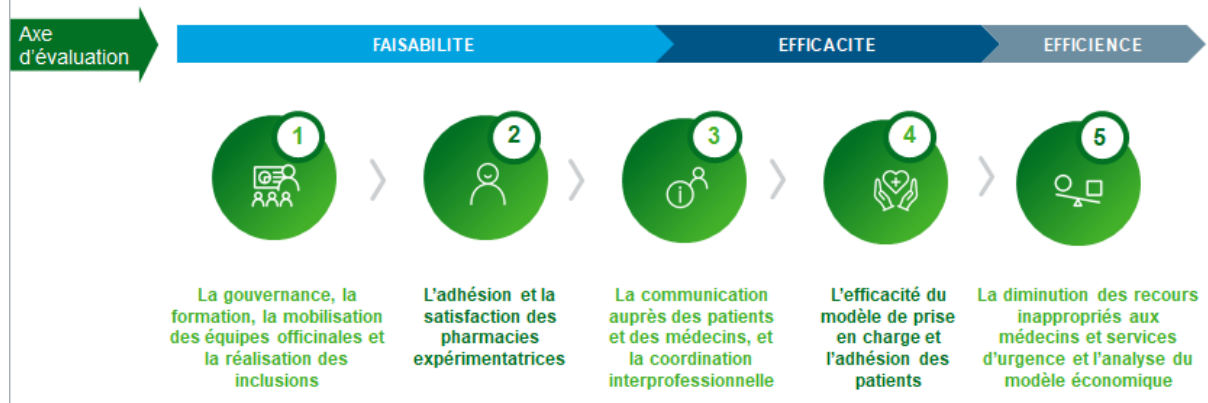 Axe
d'évaluation
FAISABILITE
EFFICACITE
EFFICIENCE
1
2
3
4
5
La gouvernance, la
formation, la mobilisation
des équipes officinales et
la réalisation des
inclusions
L'adhésion et la
satisfaction des
pharmacies
expérimentatrices
La communication
auprès des patients
et des médecins, et
la coordination
interprofessionnelle
L'efficacité du
modèle de prise
en charge et
l'adhésion des
patients
La diminution des recours
inappropriés aux
médecins et services
d'urgence et l'analyse du
modèle économique